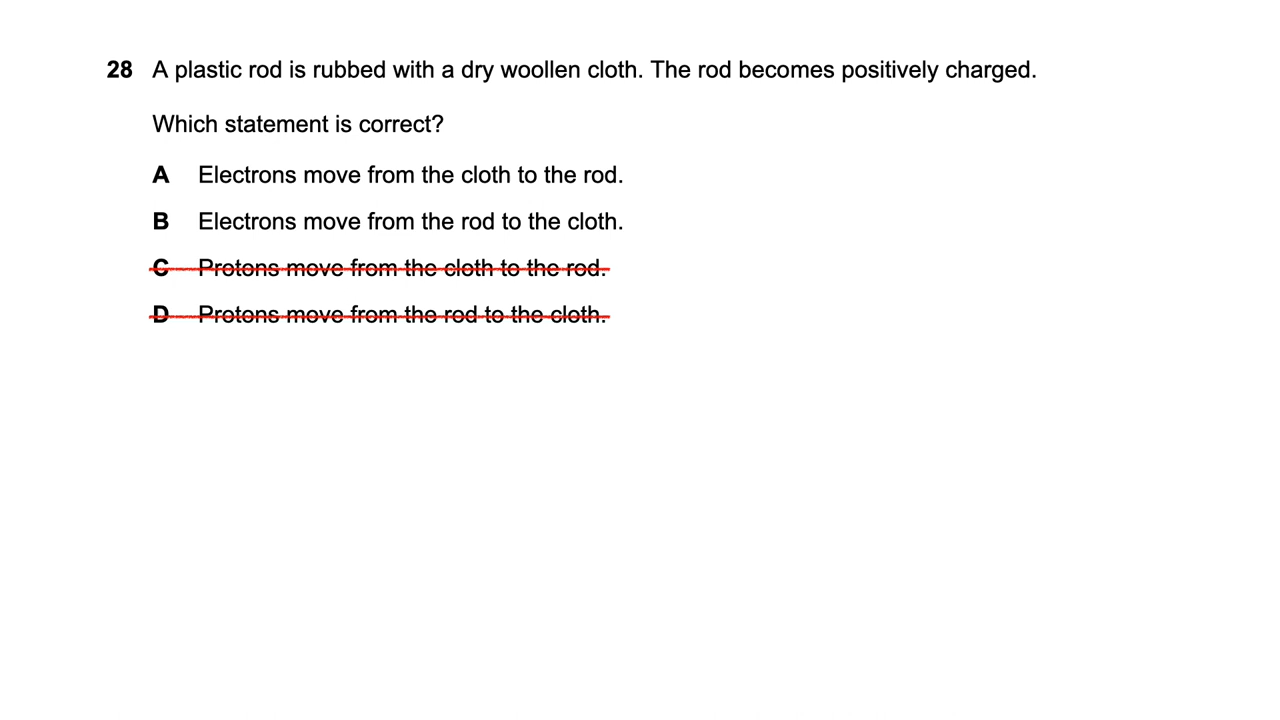 28 A plastic rod is rubbed with a dry woollen cloth. The rod becomes positively charged.
Which statement is correct?
A Electrons move from the cloth to the rod.
B Electrons move from the rod to the cloth.
C Protons move from the cloth to the rod.
D Protons move from the rod to the cloth.